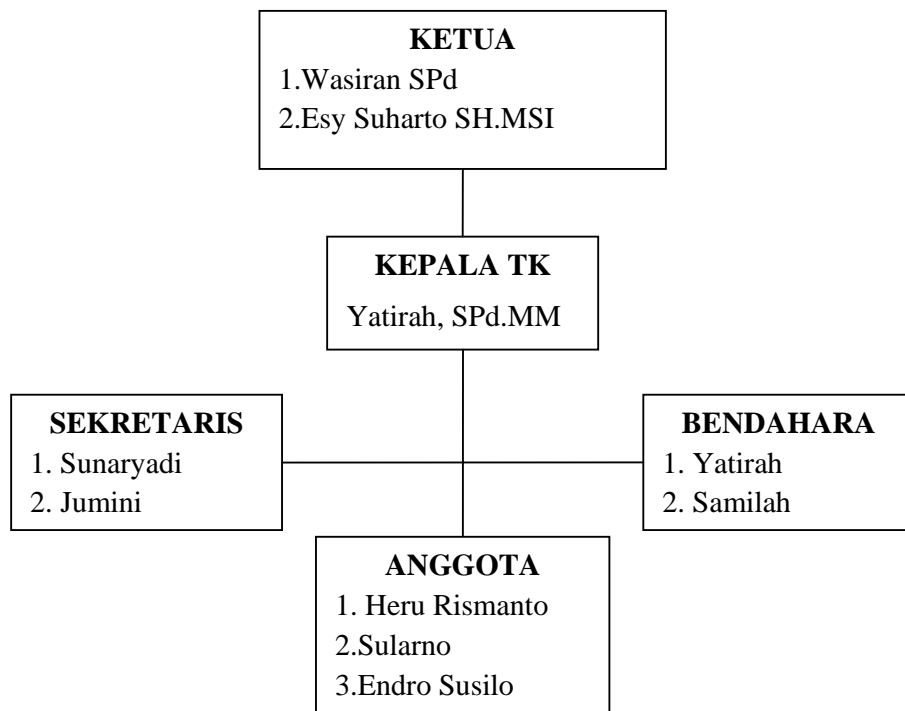 KETUA
1.Wasiran SPd
2.Esy Suharto SH.MSI
KEPALA TK
Yatirah, SPd.MM
SEKRETARIS
1. Sunaryadi
2. Jumini
BENDAHARA
1. Yatirah
2. Samilah
ANGGOTA
1. Heru Rismanto
2.Sularno
3.Endro Susilo